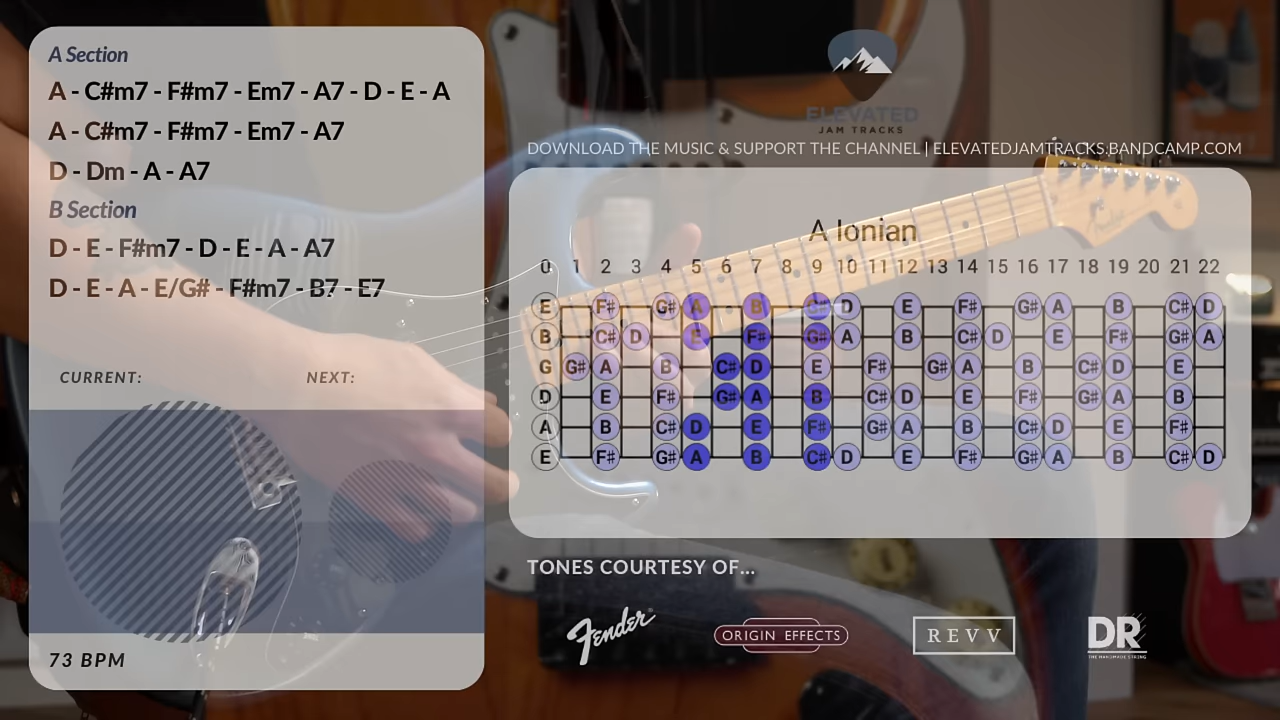 A Section
A - C#m7 - F#m7 - Em7 - A7 - D - E - A
A - C#m7 - F#m7 - Em7 - A7
D - Dm - A - A7
B Section
D - E - F#m7 - D - E - A - A7
D - E - A - E/G# - F#m7 - B7 - E7
CURRENT: NEXT:
73 BPM
ELEVATED
JAM TRACKS
DOWNLOAD THE MUSIC & SUPPORT THE CHANNEL | ELEVATEDJAMTRACKS.BANDCAMP.COM
A Ionian
0 1 2 3 4 5 6 7 8 9 10 11 12 13 14 15 16 17 18 19 20 21 22
E F# G# A B G# D E F# G# A B C# D
B C# D E F# G# A B C# D E F# G# A
G G# A B C# D E F# G# A B C# D E
D E F# G# A B C# D E F# G# A B
A B C# D E F# G# A B C# D E F#
E F# G# A B C# D E F# G# A B C# D
TONES COURTESY OF...
Fender
ORIGIN EFFECTS
REVV
DR
THE HANDMADE STRING